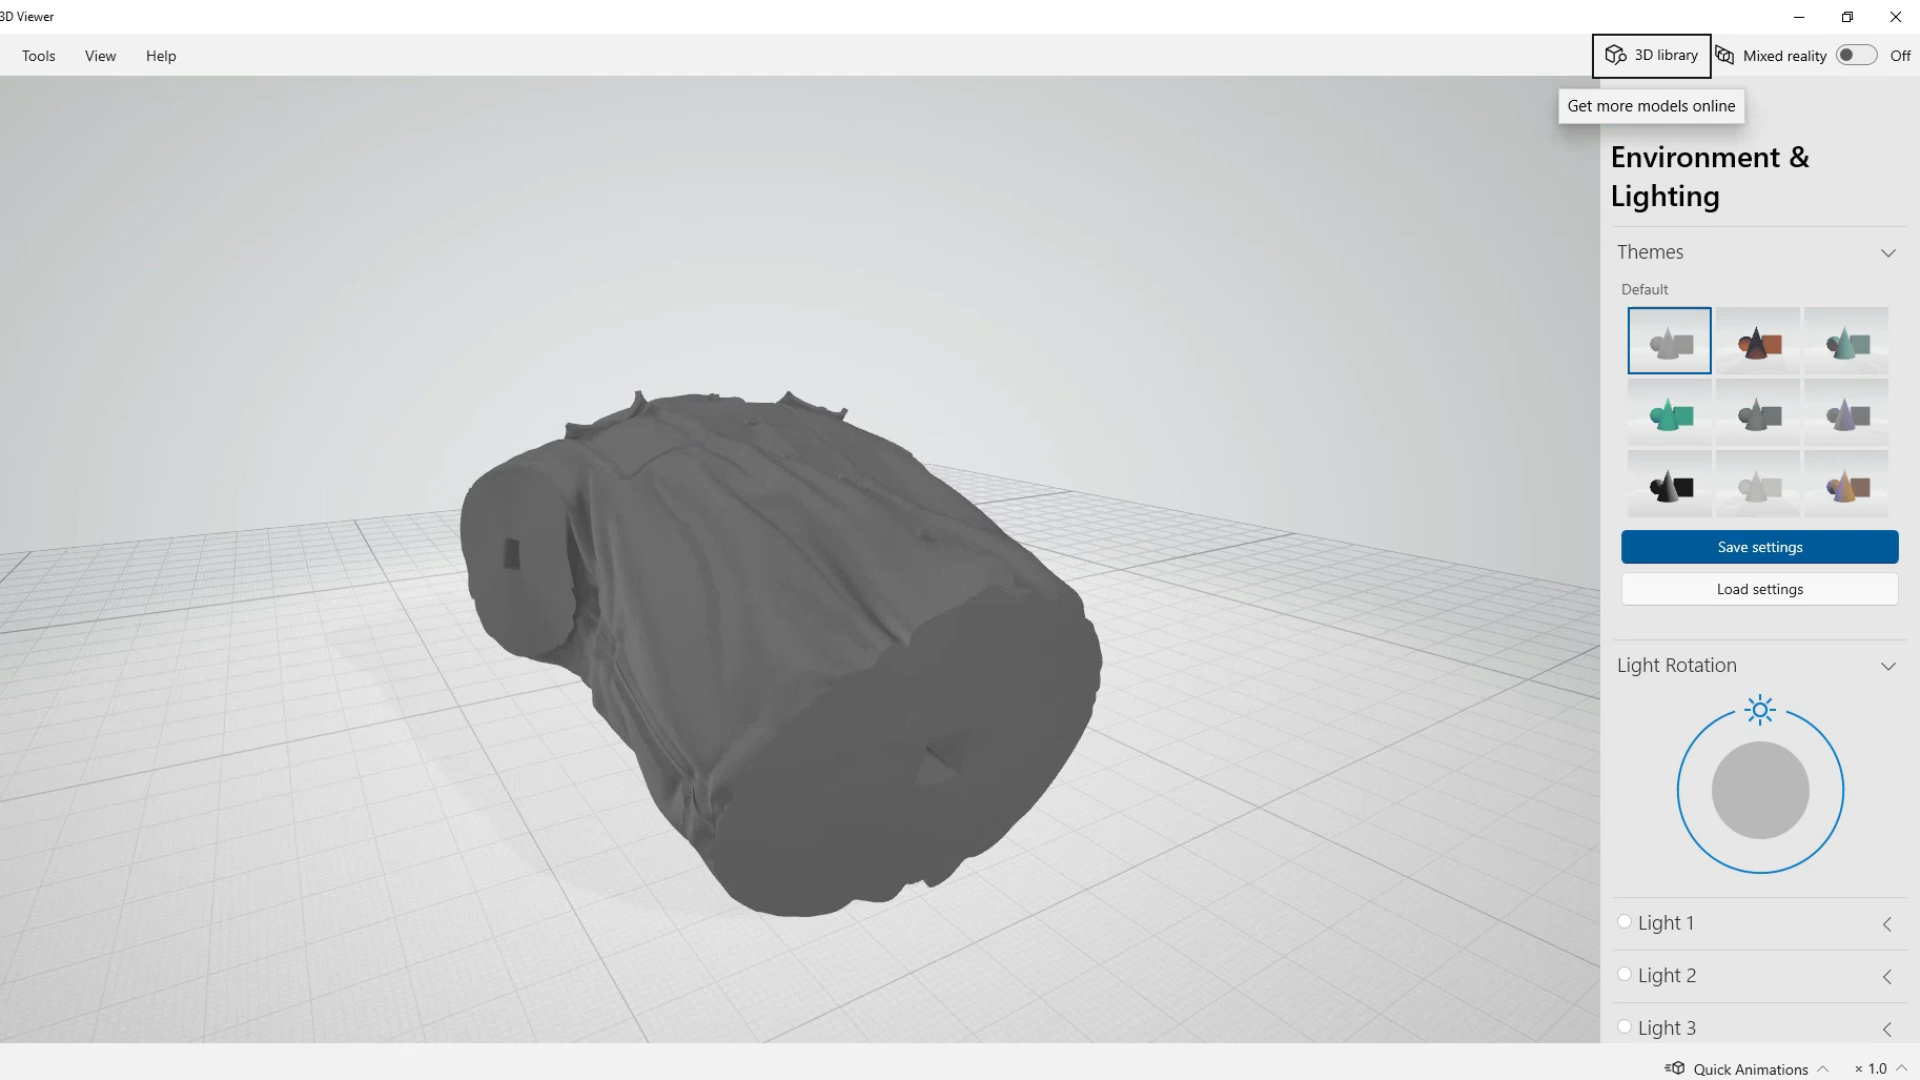 3D Viewer
Tools View Help 3D library Mixed reality Off
Get more models online
Environment &
Lighting
Themes
Default
Save settings
Load settings
Light Rotation
Light 1
Light 2
Light 3
Quick Animations × 1.0